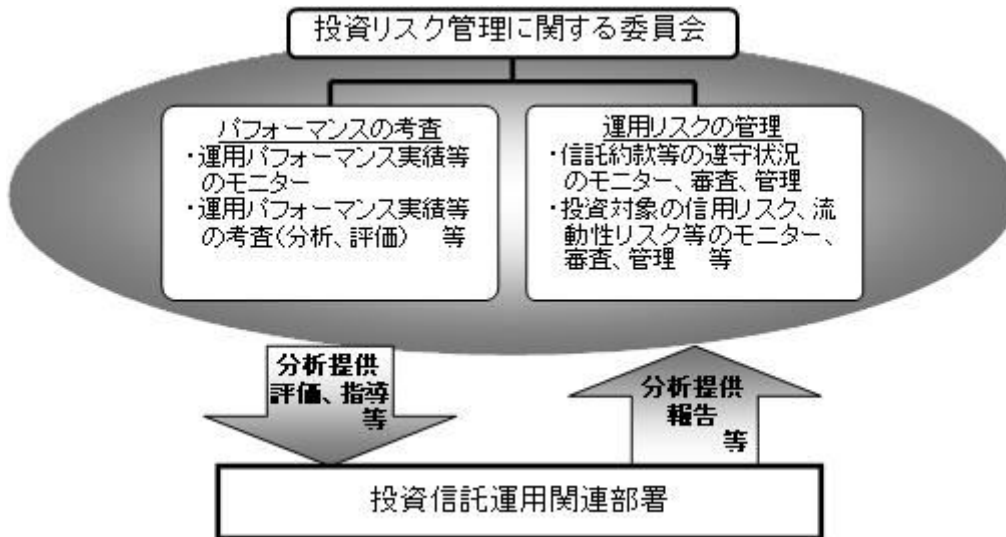 投資リスク管理に関する委員会
パフォーマンスの考査
・運用パフォーマンス実績等
のモニター
・運用パフォーマンス実績等
の考査(分析、評価) 等
運用リスクの管理
・信託約款等の遵守状況
のモニター、審査、管理
・投資対象の信用リスク、流
動性リスク等のモニター、
審査、管理 等
分析提供
評価、指導
等
分析提供
報告
等
投資信託運用関連部署